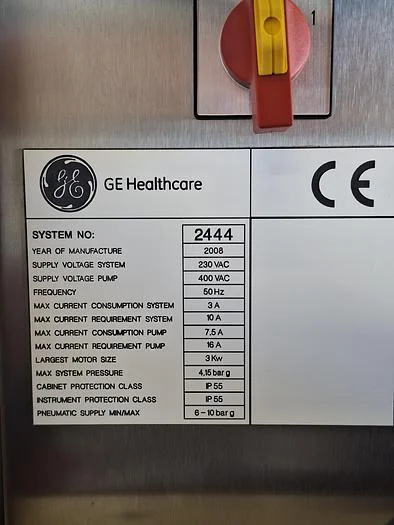 1
GE
GE Healthcare
CE
SYSTEM NO: 2444
YEAR OF MANUFACTURE 2008
SUPPLY VOLTAGE SYSTEM 230 VAC
SUPPLY VOLTAGE PUMP 400 VAC
FREQUENCY 50 Hz
MAX CURRENT CONSUMPTION SYSTEM 3 A
MAX CURRENT REQUIREMENT SYSTEM 10 A
MAX CURRENT CONSUMPTION PUMP 7,5 A
MAX CURRENT REQUIREMENT PUMP 16 A
LARGEST MOTOR SIZE 3 Kw
MAX SYSTEM PRESSURE 4,15 bar g
CABINET PROTECTION CLASS IP 55
INSTRUMENT PROTECTION CLASS IP 55
PNEUMATIC SUPPLY MIN/MAX 6-10 bar g